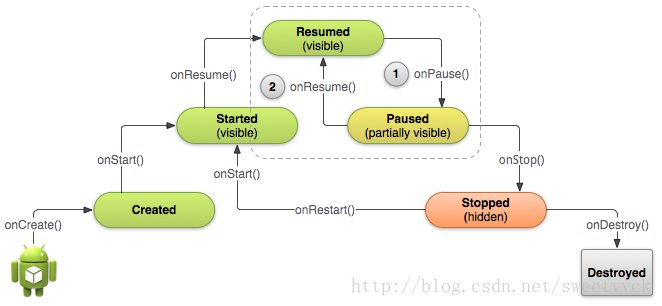 Resumed
(visible)
onResume()
2
onResume()
1
onPause()
Started
(visible)
Paused
(partially visible)
onStart()
onStart()
onStop()
onCreate()
Created
onRestart()
Stopped
(hidden)
onDestroy()
Destroyed
http://blog.csdn.net/sweetyvck